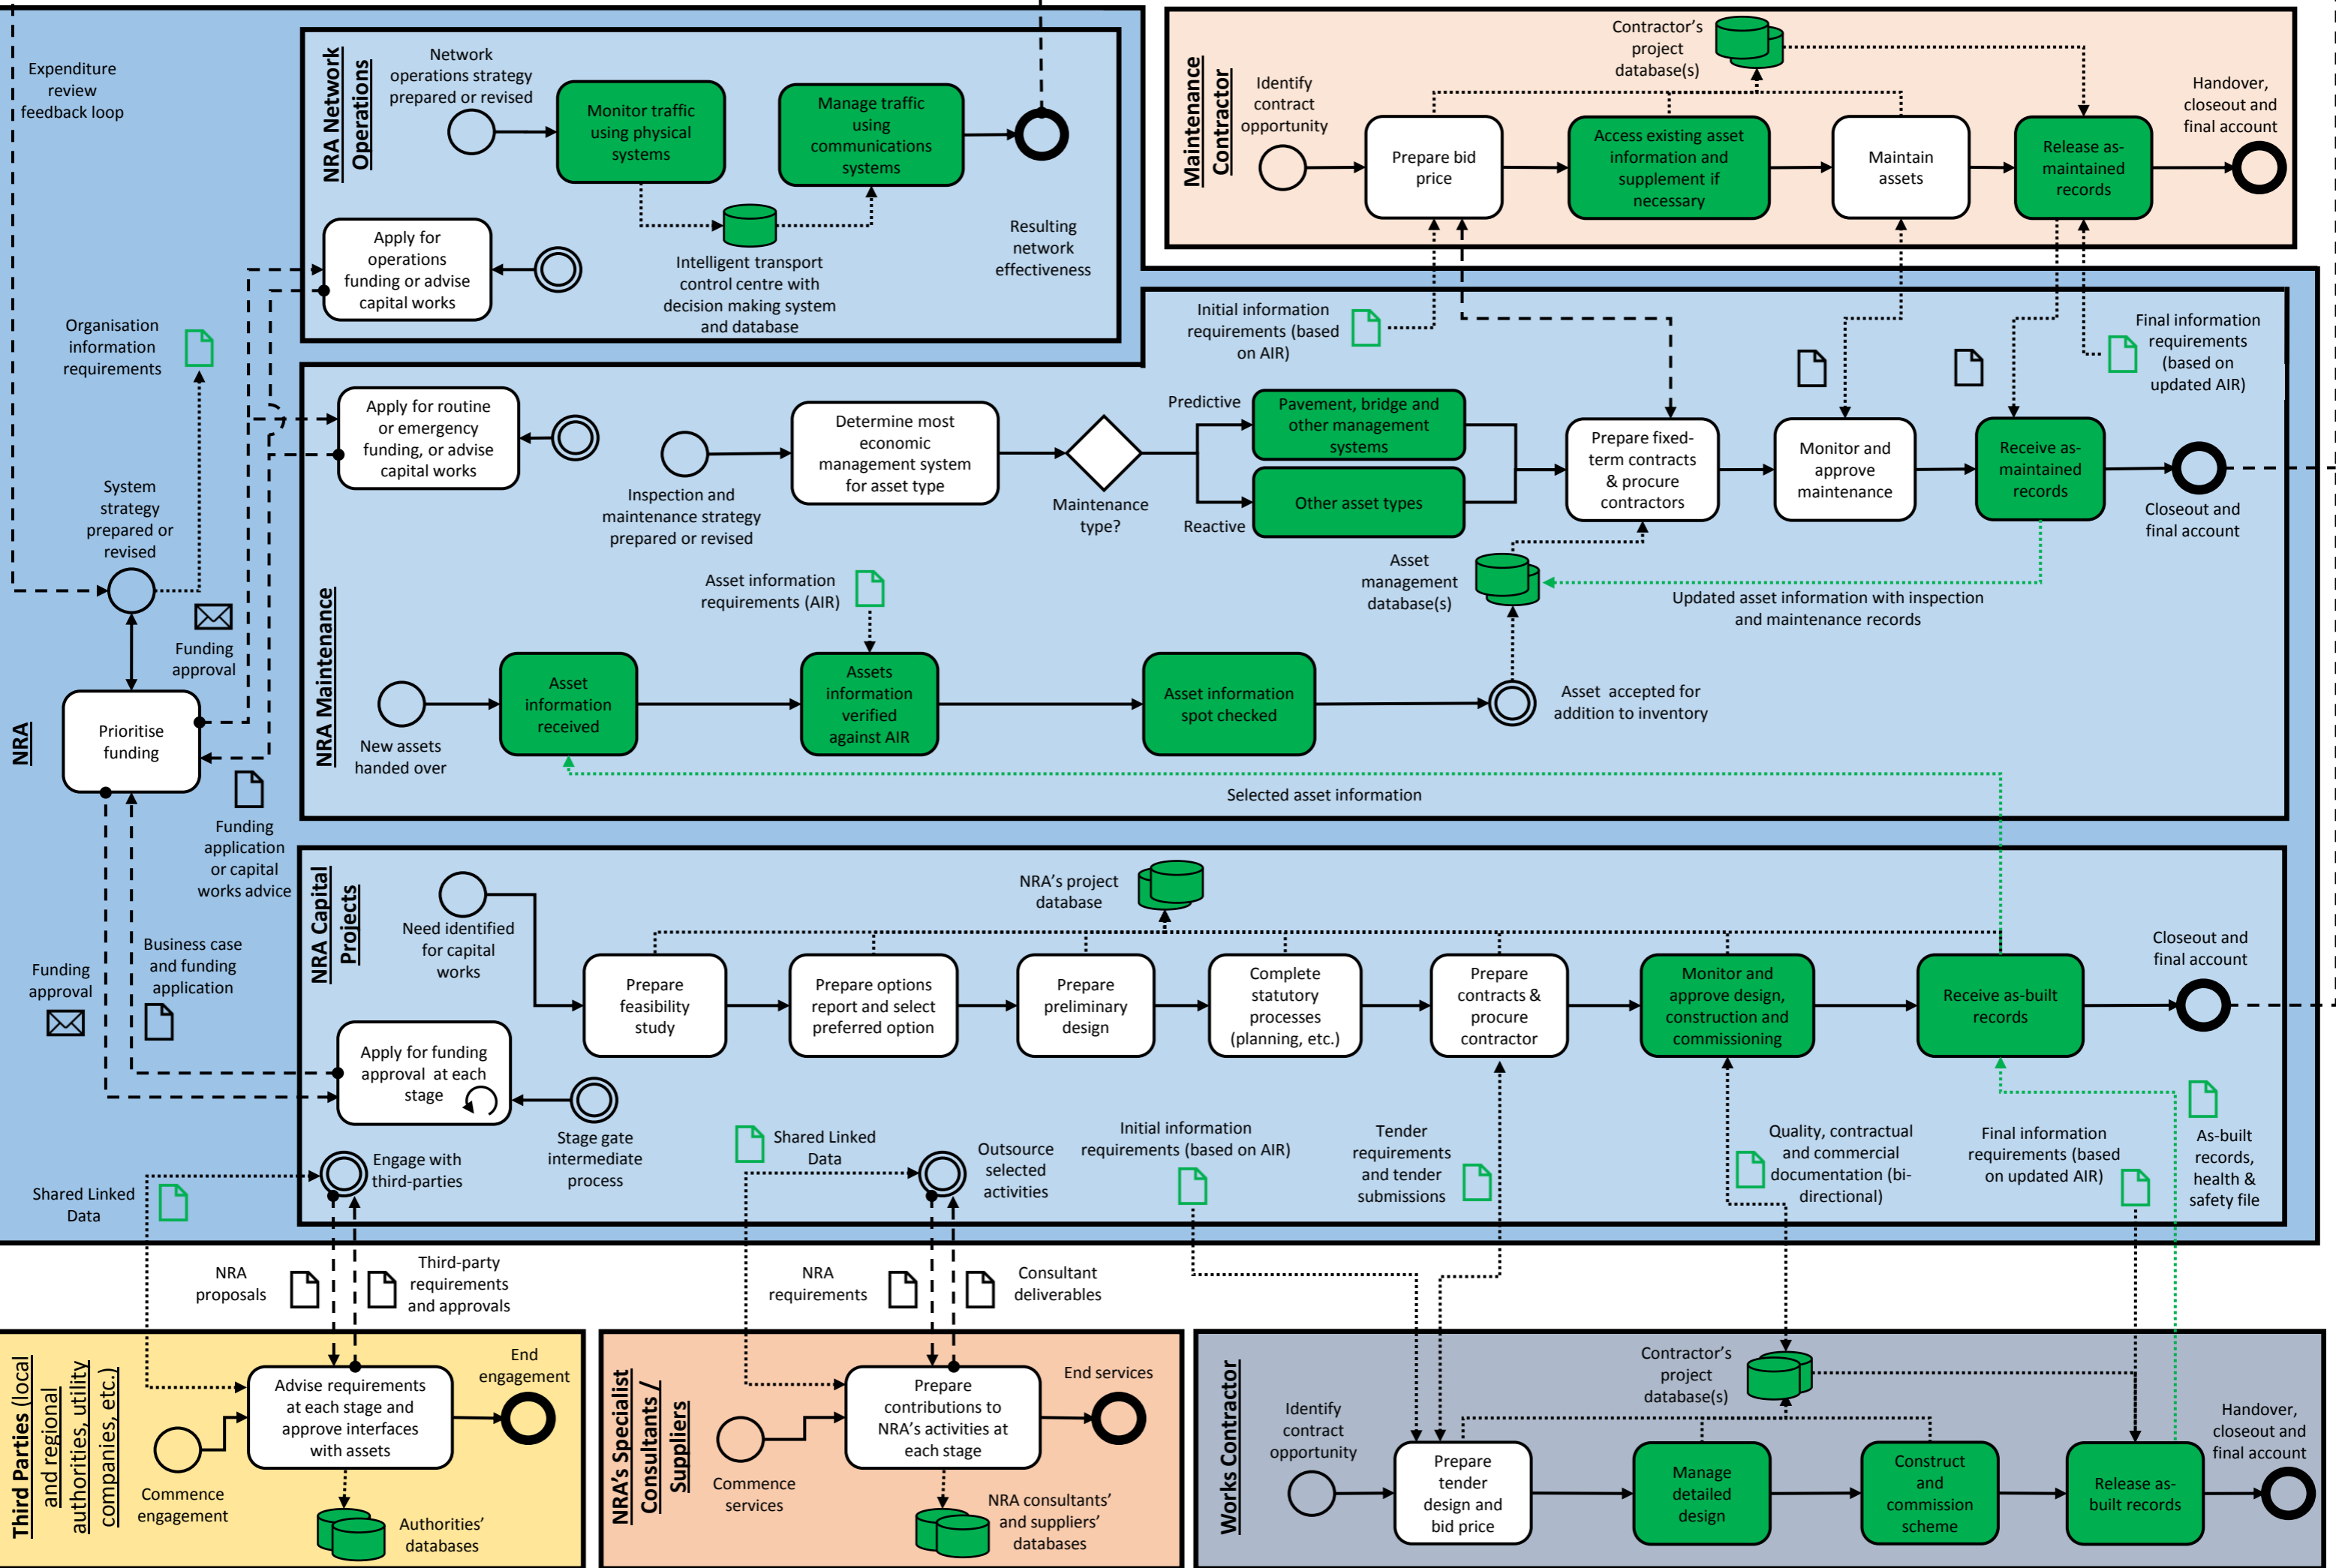 Expenditure
review
feedback loop
NRA Network
Operations
Network
operations strategy
prepared or revised
Monitor traffic
using physical
systems
Manage traffic
using
communications
systems
Resulting
network
effectiveness
Apply for
operations
funding or advise
capital works
Intelligent transport
control centre with
decision making system
and database
Maintenance
Contractor
Identify
contract
opportunity
Contractor's
project
database(s)
Prepare bid
price
Access existing asset
information and
supplement if
necessary
Maintain
assets
Release as-
maintained
records
Handover,
closeout and
final account
Organisation
information
requirements
System
strategy
prepared or
revised
Funding
approval
NRA
Prioritise
funding
Funding
application
or capital
works advice
Funding
approval
Business case
and funding
application
NRA Maintenance
Apply for routine
or emergency
funding, or advise
capital works
Inspection and
maintenance strategy
prepared or revised
Determine most
economic
management system
for asset type
Maintenance
type?
Predictive
Reactive
Pavement, bridge and
other management
systems
Other asset types
Initial information
requirements (based
on AIR)
Prepare fixed-
term contracts
& procure
contractors
Monitor and
approve
maintenance
Receive as-
maintained
records
Final information
requirements
(based on
updated AIR)
Closeout and
final account
Asset information
requirements (AIR)
Asset
management
database(s)
Updated asset information with inspection
and maintenance records
New assets
handed over
Asset
information
received
Assets
information
verified
against AIR
Asset information
spot checked
Asset  accepted for
addition to inventory
Selected asset information
NRA Capital
Projects
Need identified
for capital
works
NRA's project
database
Prepare
feasibility
study
Prepare options
report and select
preferred option
Prepare
preliminary
design
Complete
statutory
processes
(planning, etc.)
Prepare
contracts &
procure
contractor
Monitor and
approve design,
construction and
commissioning
Receive as-built
records
Closeout and
final account
Apply for funding
approval  at each
stage
Stage gate
intermediate
process
Engage with
third-parties
Shared Linked
Data
Shared Linked
Data
Outsource
selected
activities
Initial information
requirements (based on AIR)
Tender
requirements
and tender
submissions
Quality, contractual
and commercial
documentation (bi-
directional)
Final information
requirements (based
on updated AIR)
As-built
records,
health &
safety file
NRA
proposals
Third-party
requirements
and approvals
NRA
requirements
Consultant
deliverables
Third Parties (local
and regional
authorities, utility
companies, etc.)
Commence
engagement
Advise requirements
at each stage and
approve interfaces
with assets
End
engagement
Authorities'
databases
NRA's Specialist
Consultants /
Suppliers
Commence
services
Prepare
contributions to
NRA's activities at
each stage
End services
NRA consultants'
and suppliers'
databases
Works Contractor
Identify
contract
opportunity
Contractor's
project
database(s)
Prepare
tender
design and
bid price
Manage
detailed
design
Construct
and
commission
scheme
Release as-
built records
Handover,
closeout and
final account